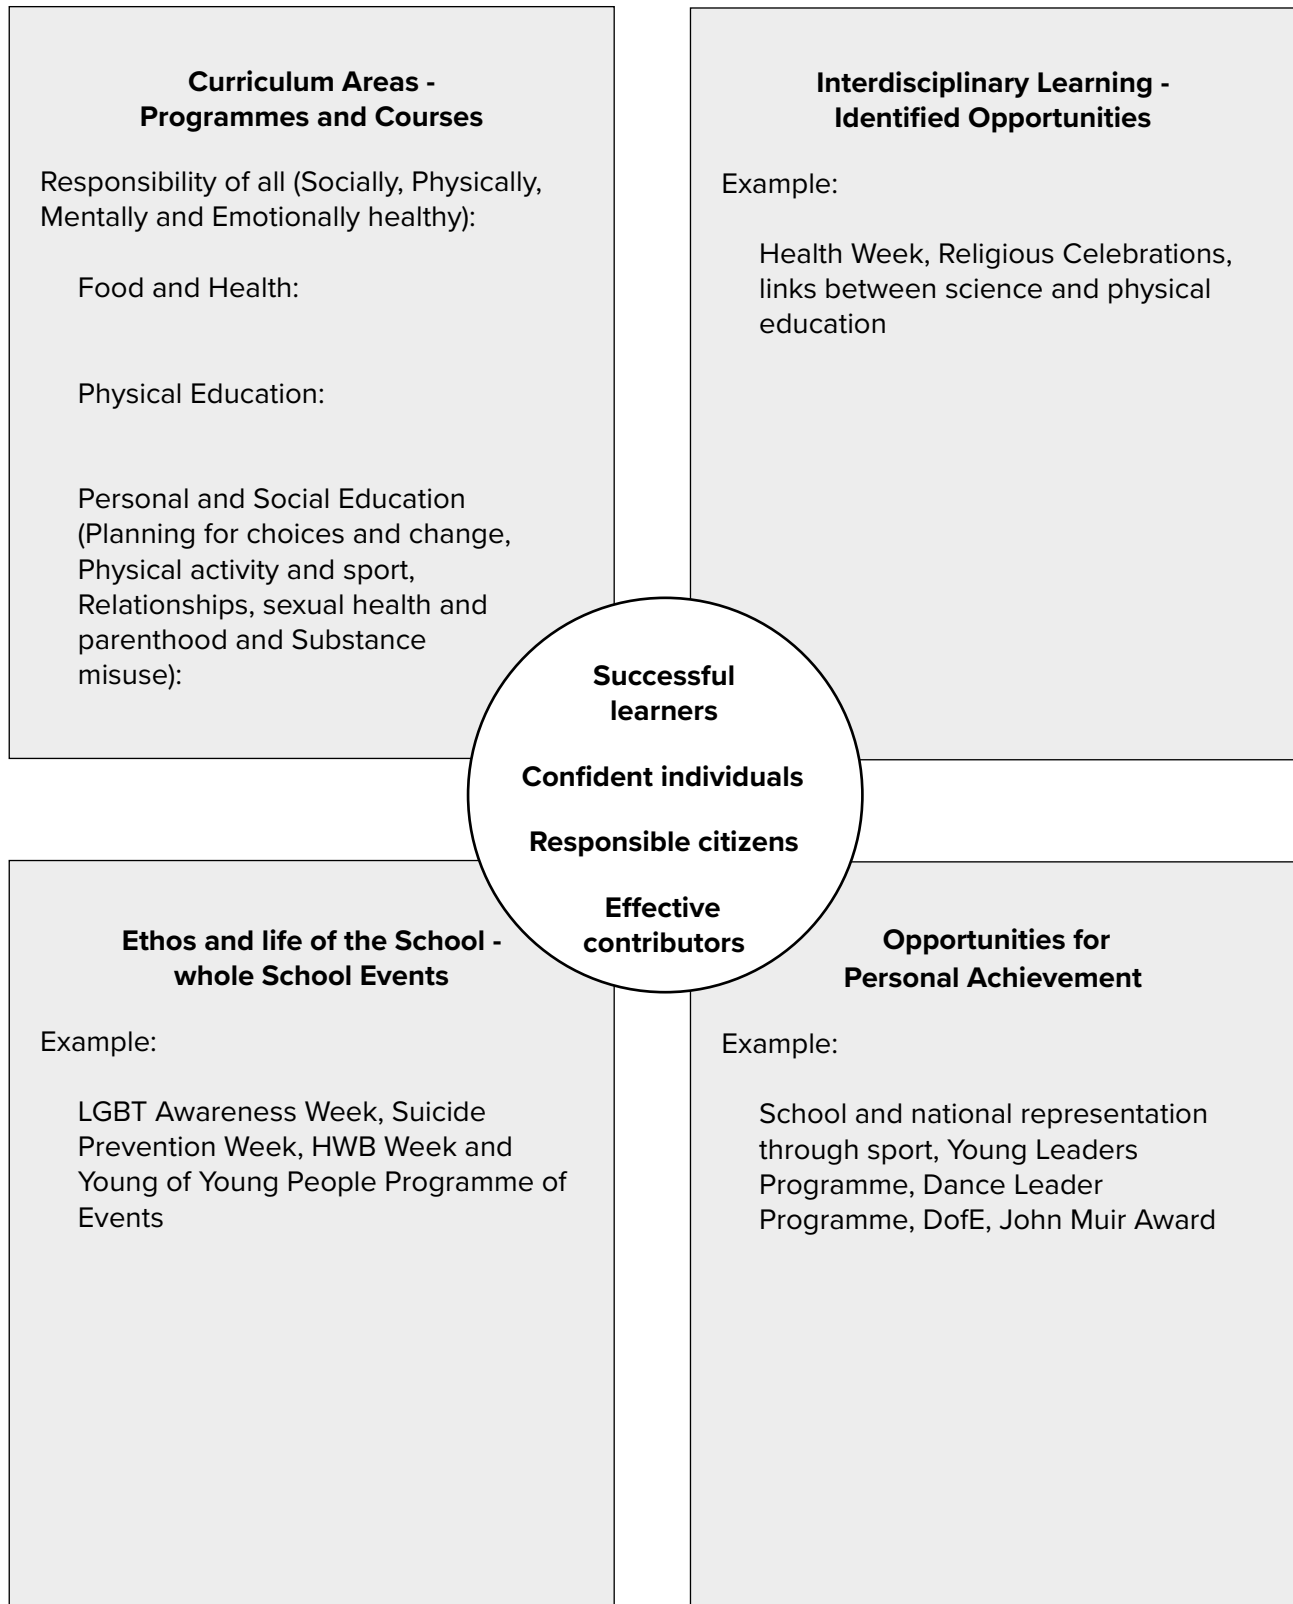 Curriculum Areas -
Programmes and Courses
Responsibility of all (Socially, Physically,
Mentally and Emotionally healthy):
Food and Health:
Physical Education:
Personal and Social Education
(Planning for choices and change,
Physical activity and sport,
Relationships, sexual health and
parenthood and Substance
misuse):
Interdisciplinary Learning -
Identified Opportunities
Example:
Health Week, Religious Celebrations,
links between science and physical
education
Successful
learners
Confident individuals
Responsible citizens
Effective
contributors
Ethos and life of the School -
whole School Events
Example:
LGBT Awareness Week, Suicide
Prevention Week, HWB Week and
Young of Young People Programme of
Events
Opportunities for
Personal Achievement
Example:
School and national representation
through sport, Young Leaders
Programme, Dance Leader
Programme, DofE, John Muir Award